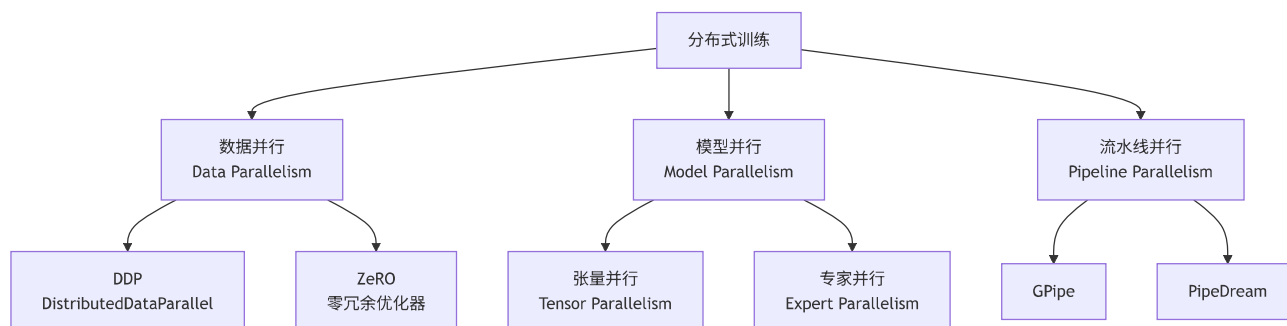 分布式训练
数据并行
Data Parallelism
模型并行
Model Parallelism
流水线并行
Pipeline Parallelism
DDP
DistributedDataParallel
ZeRO
零冗余优化器
张量并行
Tensor Parallelism
专家并行
Expert Parallelism
GPipe
PipeDream